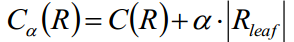 C_α(R) = C(R) + α·|R_leaf|